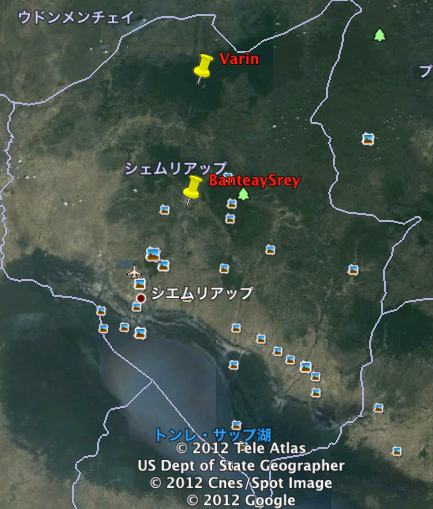 ウドンメンチェイ
Varin
プ
シェムリアップ
BanteaySrey
シエムリアップ
トンレ・サップ湖
© 2012 Tele Atlas
US Dept of State Geographer
© 2012 Cnes/Spot Image
© 2012 Google